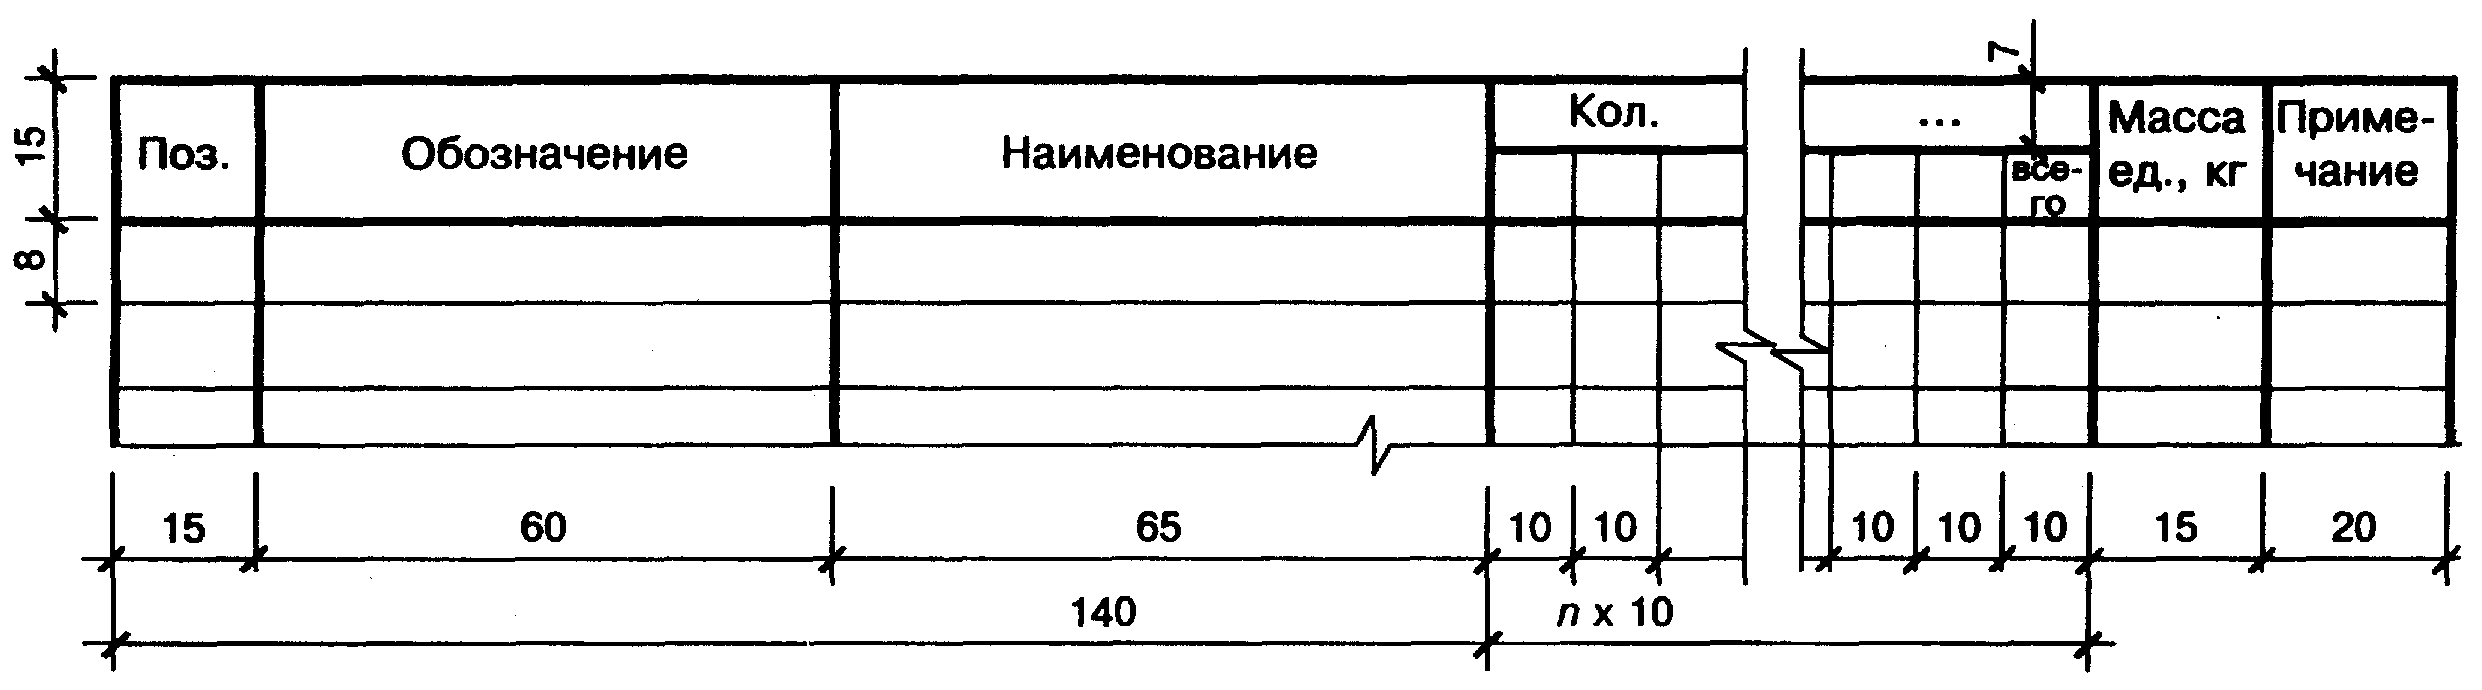 7
Поз.
Обозначение
Наименование
Кол.
...
все-
го
Масса
ед., кг
Приме-
чание
15
8
15 60 65 10 10 10 10 10 15 20
140 n x 10